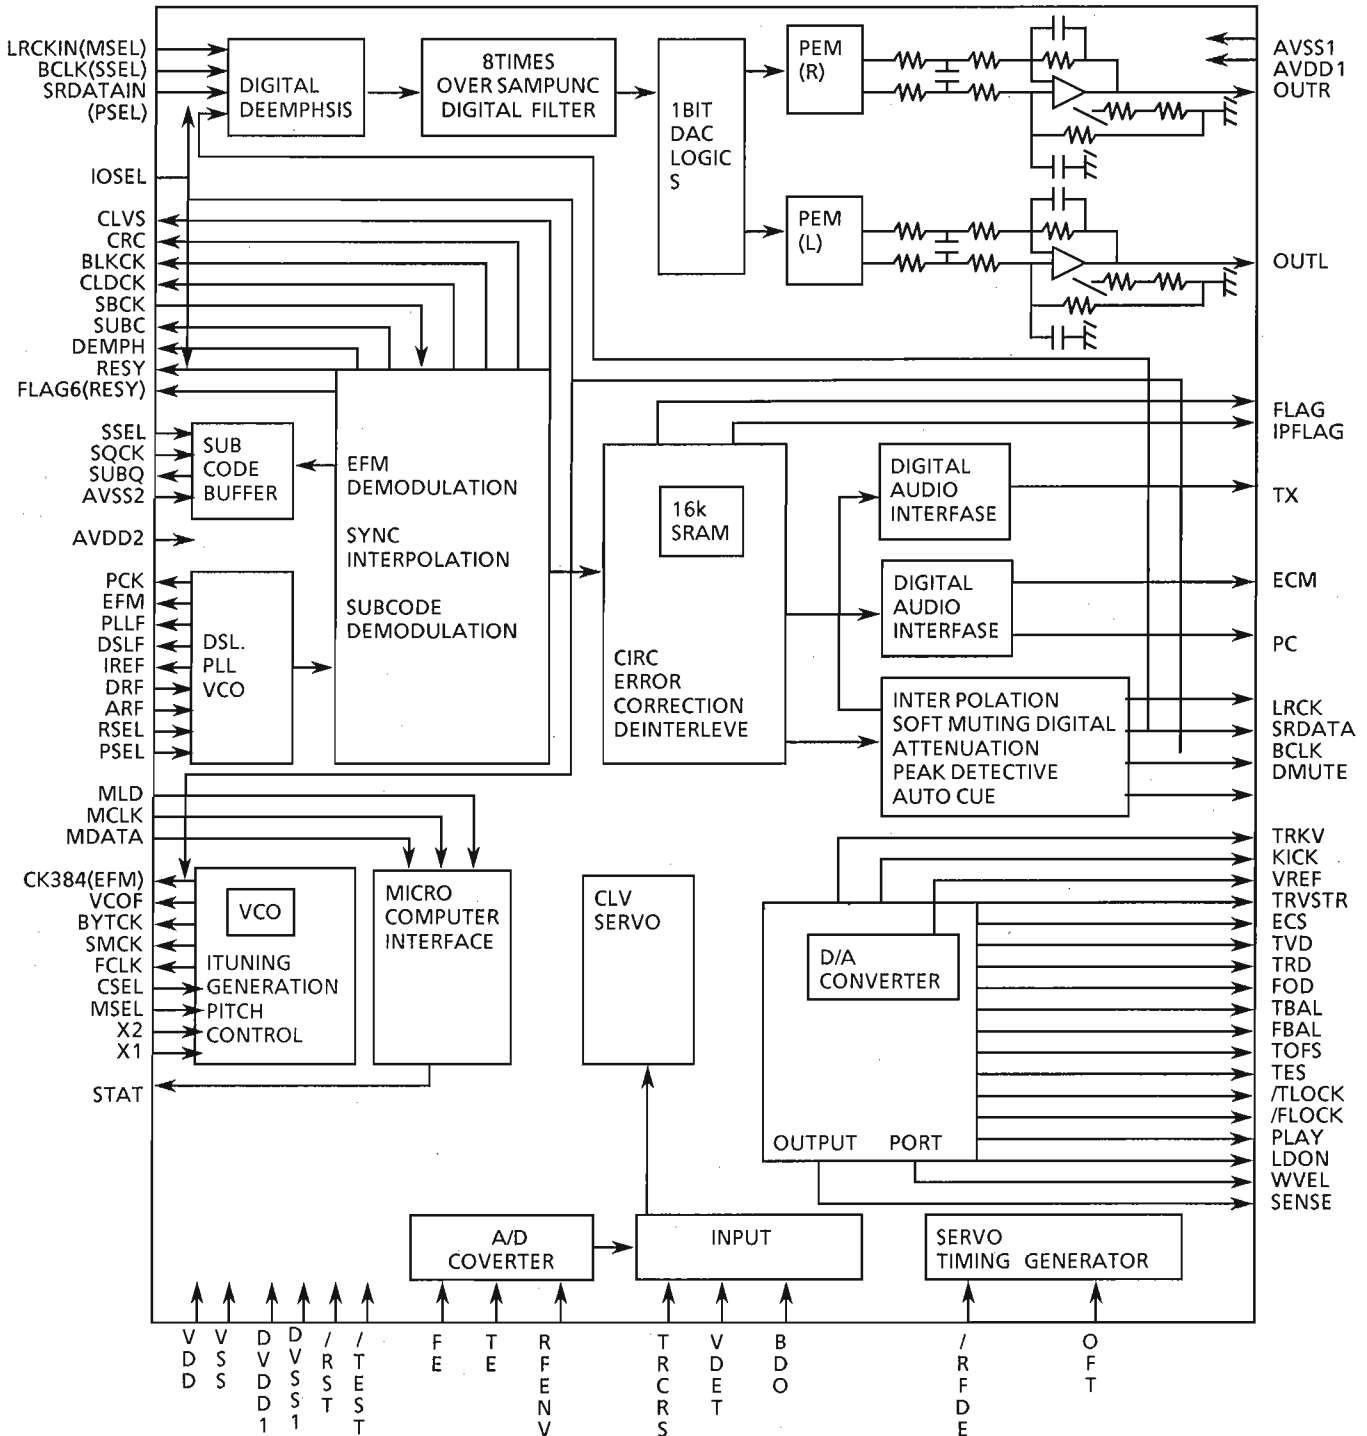 LRCKIN(MSEL)
BCLK(SSEL)
SRDATAIN
(PSEL)
IOSEL
CLVS
CRC
BLKCK
CLDCK
SBCK
SUBC
DEMPH
RESY
FLAG6(RESY)
SSEL
SQCK
SUBQ
AVSS2
AVDD2
PCK
EFM
PLLF
DSLF
IREF
DRF
ARF
RSEL
PSEL
MLD
MCLK
MDATA
CK384(EFM)
VCOF
BYTCK
SMCK
FCLK
CSEL
MSEL
X2
X1
STAT
DIGITAL
DEEMPHSIS
8TIMES
OVER SAMPUNC
DIGITAL FILTER
1BIT
DAC
LOGIC
S
PEM
(R)
PEM
(L)
SUB
CODE
BUFFER
DSL.
PLL
VCO
EFM
DEMODULATION
SYNC
INTERPOLATION
SUBCODE
DEMODULATION
16k
SRAM
CIRC
ERROR
CORRECTION
DEINTERLEVE
DIGITAL
AUDIO
INTERFASE
DIGITAL
AUDIO
INTERFASE
INTER POLATION
SOFT MUTING DIGITAL
ATTENUATION
PEAK DETECTIVE
AUTO CUE
VCO
ITUNING
GENERATION
PITCH
CONTROL
MICRO
COMPUTER
INTERFACE
CLV
SERVO
D/A
CONVERTER
OUTPUT PORT
A/D
COVERTER
INPUT
SERVO
TIMING GENERATOR
AVSS1
AVDD1
OUTR
OUTL
FLAG
IPFLAG
TX
ECM
PC
LRCK
SRDATA
BCLK
DMUTE
TRKV
KICK
VREF
TRVSTR
ECS
TVD
TRD
FOD
TBAL
FBAL
TOFS
TES
/TLOCK
/FLOCK
PLAY
LDON
WVEL
SENSE
VDD
VSS
DVDD1
DVSS1
/RST
/TEST
FE
TE
RFENV
TRCRS
VDET
BDO
/RFDE
OFT